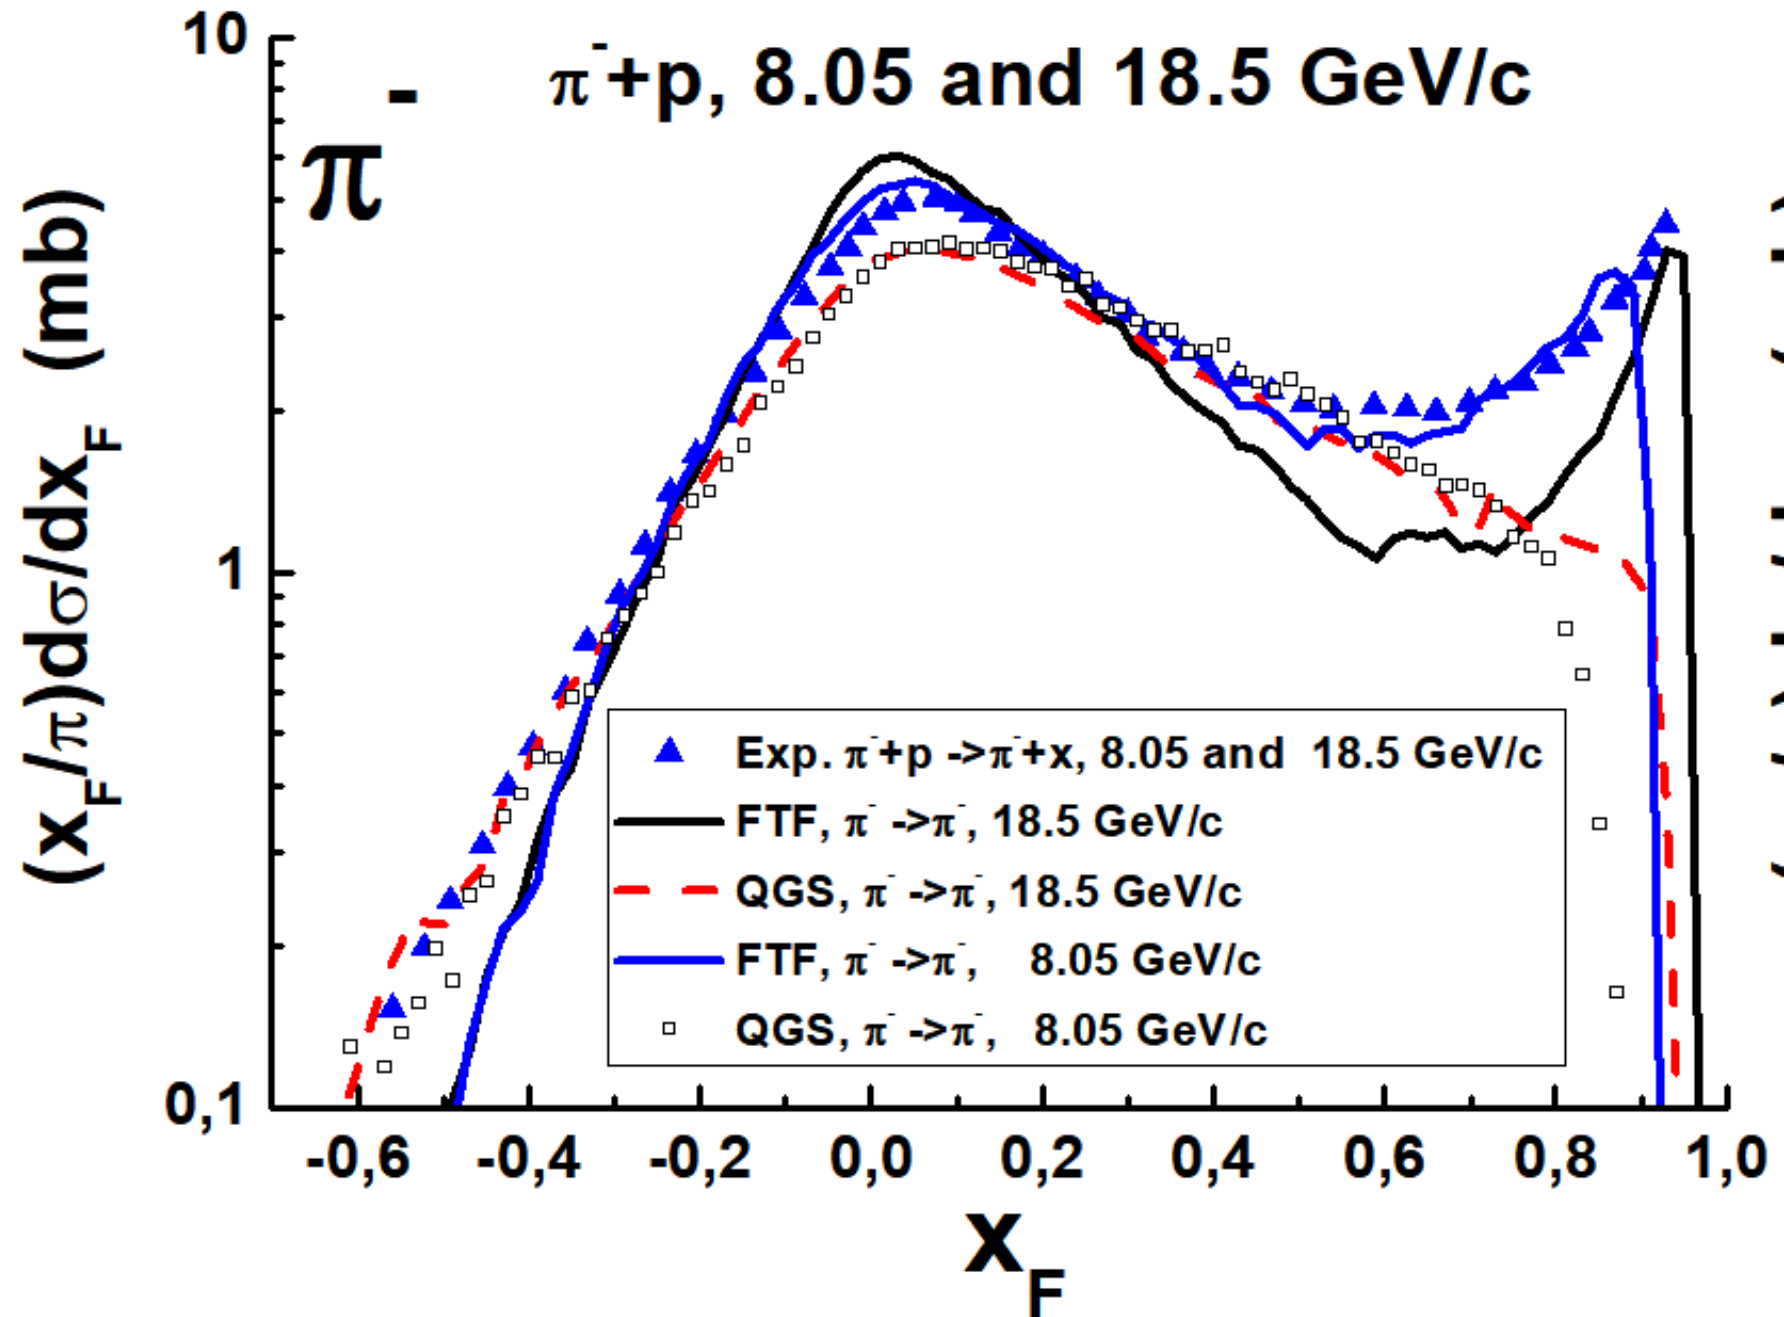 π⁻
π⁻+p, 8.05 and 18.5 GeV/c
(x_F/π)dσ/dx_F (mb)
10
1
0,1
Exp. π⁻+p ->π⁻+x, 8.05 and 18.5 GeV/c
FTF, π⁻ ->π⁻, 18.5 GeV/c
QGS, π⁻ ->π⁻, 18.5 GeV/c
FTF, π⁻ ->π⁻, 8.05 GeV/c
QGS, π⁻ ->π⁻, 8.05 GeV/c
-0,6 -0,4 -0,2 0,0 0,2 0,4 0,6 0,8 1,0
x_F